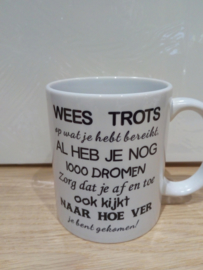 WEES TROTS
op wat je hebt bereikt.
AL HEB JE NOG
1000 DROMEN
Zorg dat je af en toe
ook kijkt
NAAR HOE VER
je bent gekomen!